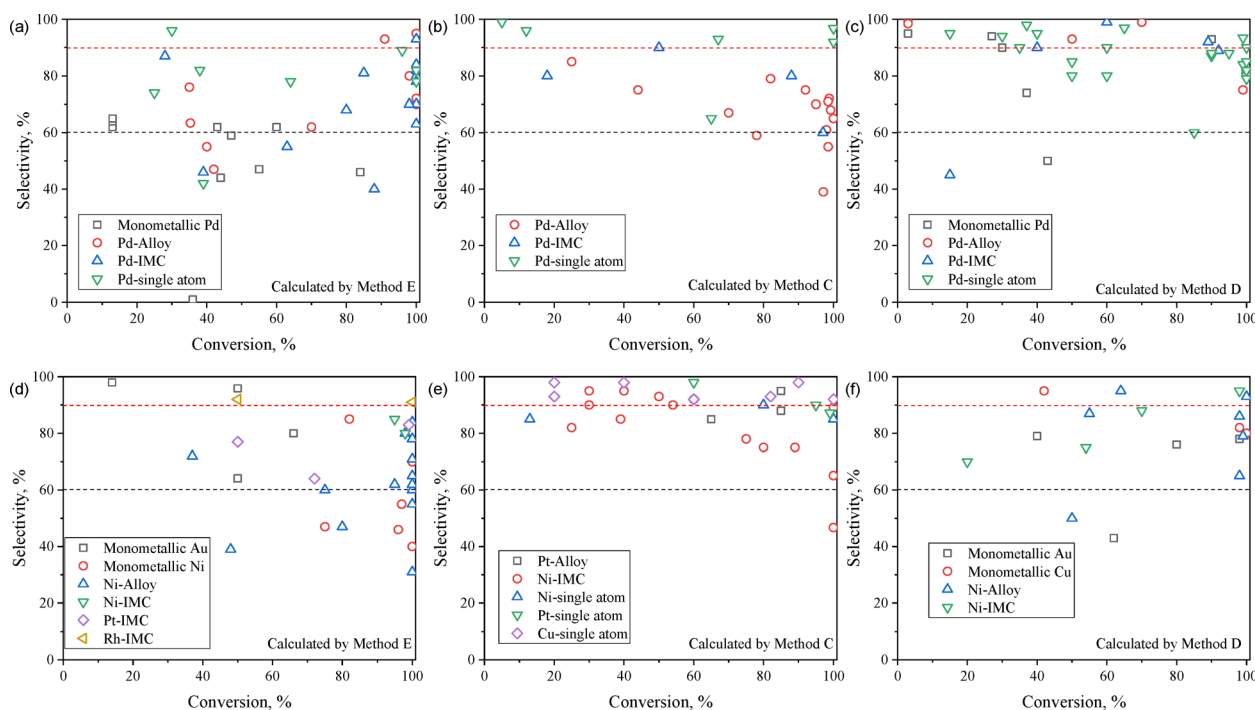 (a)
100
80
60
40
20
0
Selectivity, %
Monometallic Pd
Pd-Alloy
Pd-IMC
Pd-single atom
Calculated by Method E
0 20 40 60 80 100
Conversion, %
(b)
100
80
60
40
20
0
Selectivity, %
Pd-Alloy
Pd-IMC
Pd-single atom
Calculated by Method C
0 20 40 60 80 100
Conversion, %
(c)
100
80
60
40
20
0
Selectivity, %
Monometallic Pd
Pd-Alloy
Pd-IMC
Pd-single atom
Calculated by Method D
0 20 40 60 80 100
Conversion, %
(d)
100
80
60
40
80
100
Selectivity, %
Monometallic Au
Monometallic Ni
Ni-Alloy
Ni-IMC
Pt-IMC
Rh-IMC
Calculated by Method E
0 20 40 60 80 100
Conversion, %
(e)
100
80
60
40
80
100
Selectivity, %
Pt-Alloy
Ni-IMC
Ni-single atom
Pt-single atom
Cu-single atom
Calculated by Method C
0 20 40 60 80 100
Conversion, %
(f)
100
80
60
40
80
100
Selectivity, %
Monometallic Au
Monometallic Cu
Ni-Alloy
Ni-IMC
Calculated by Method D
0 20 40 60 80 100
Conversion, %